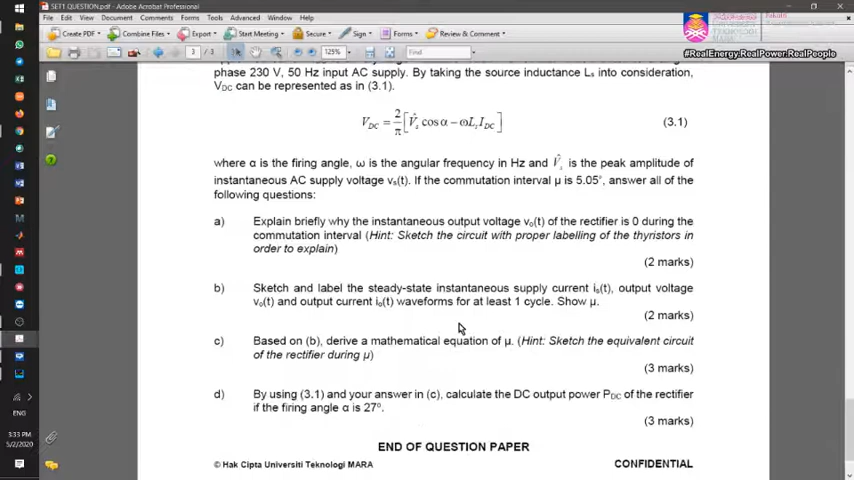 SET1 QUESTION.pdf - Adobe Acrobat Professional
File Edit View Document Comments Forms Tools Advanced Window Help
Create PDF Combine Files Export Start Meeting Secure Sign Forms Review & Comment
3 / 3 125% Find
UNIVERSITI TEKNOLOGI MARA
#RealEnergy.RealPower.RealPeople
phase 230 V, 50 Hz input AC supply. By taking the source inductance Ls into consideration,
VDC can be represented as in (3.1).
V_DC = 2/π [V̂_s cos α − ωL_s I_DC] (3.1)
where α is the firing angle, ω is the angular frequency in Hz and V̂_s is the peak amplitude of
instantaneous AC supply voltage vs(t). If the commutation interval μ is 5.05°, answer all of the
following questions:
a) Explain briefly why the instantaneous output voltage vo(t) of the rectifier is 0 during the
commutation interval (Hint: Sketch the circuit with proper labelling of the thyristors in
order to explain)
(2 marks)
b) Sketch and label the steady-state instantaneous supply current is(t), output voltage
vo(t) and output current io(t) waveforms for at least 1 cycle. Show μ.
(2 marks)
c) Based on (b), derive a mathematical equation of μ. (Hint: Sketch the equivalent circuit
of the rectifier during μ)
(3 marks)
d) By using (3.1) and your answer in (c), calculate the DC output power PDC of the rectifier
if the firing angle α is 27°.
(3 marks)
END OF QUESTION PAPER
© Hak Cipta Universiti Teknologi MARA CONFIDENTIAL
ENG
3:33 PM
5/2/2020